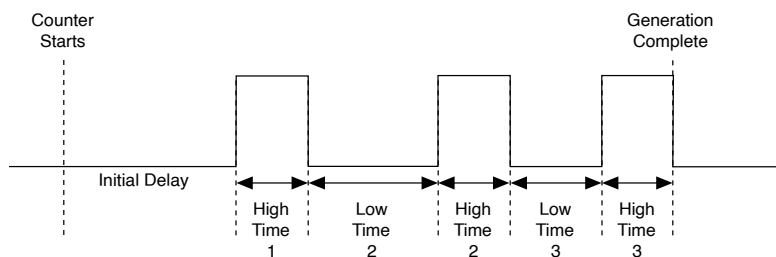 Counter
Starts
Generation
Complete
Initial Delay
High
Time
1
Low
Time
2
High
Time
2
Low
Time
3
High
Time
3